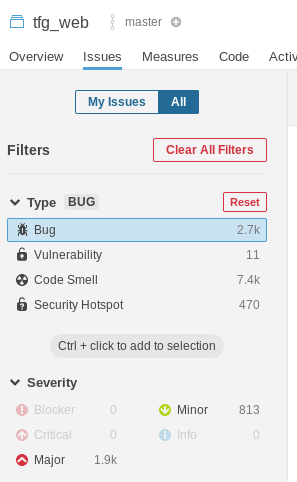 tfg_web master
Overview Issues Measures Code Activ
My Issues All
Filters Clear All Filters
Type BUG Reset
Bug 2.7k
Vulnerability 11
Code Smell 7.4k
Security Hotspot 470
Ctrl + click to add to selection
Severity
Blocker 0 Minor 813
Critical 0 Info 0
Major 1.9k